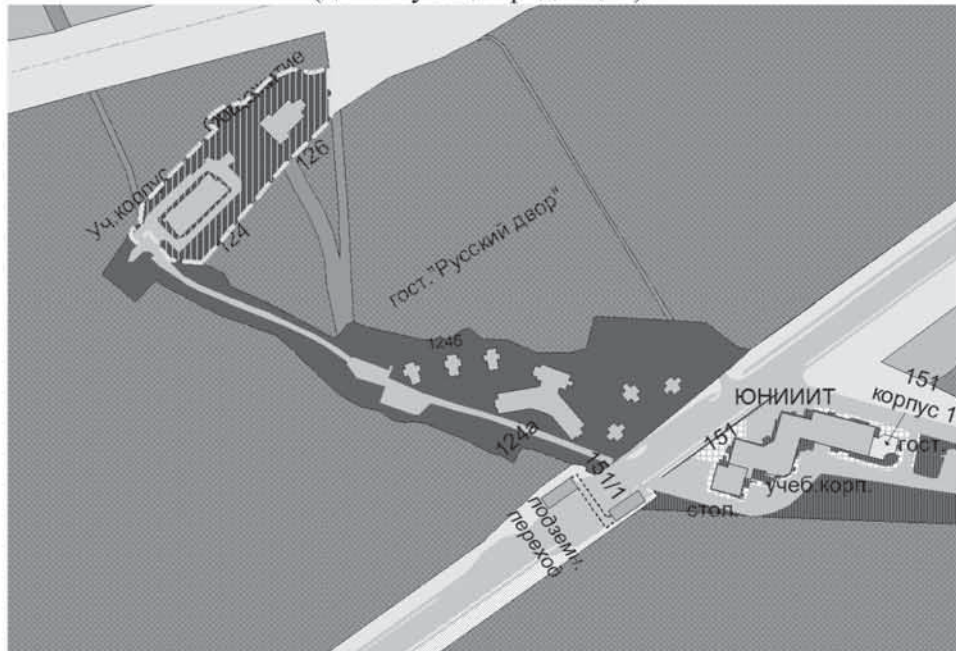 Уч.корпус
124
126
гост."Русский двор"
124б
124а
151/1
подземн.
переход
151
ЮНИИИТ
151
корпус 1
гост.
учеб.корп.
стол.